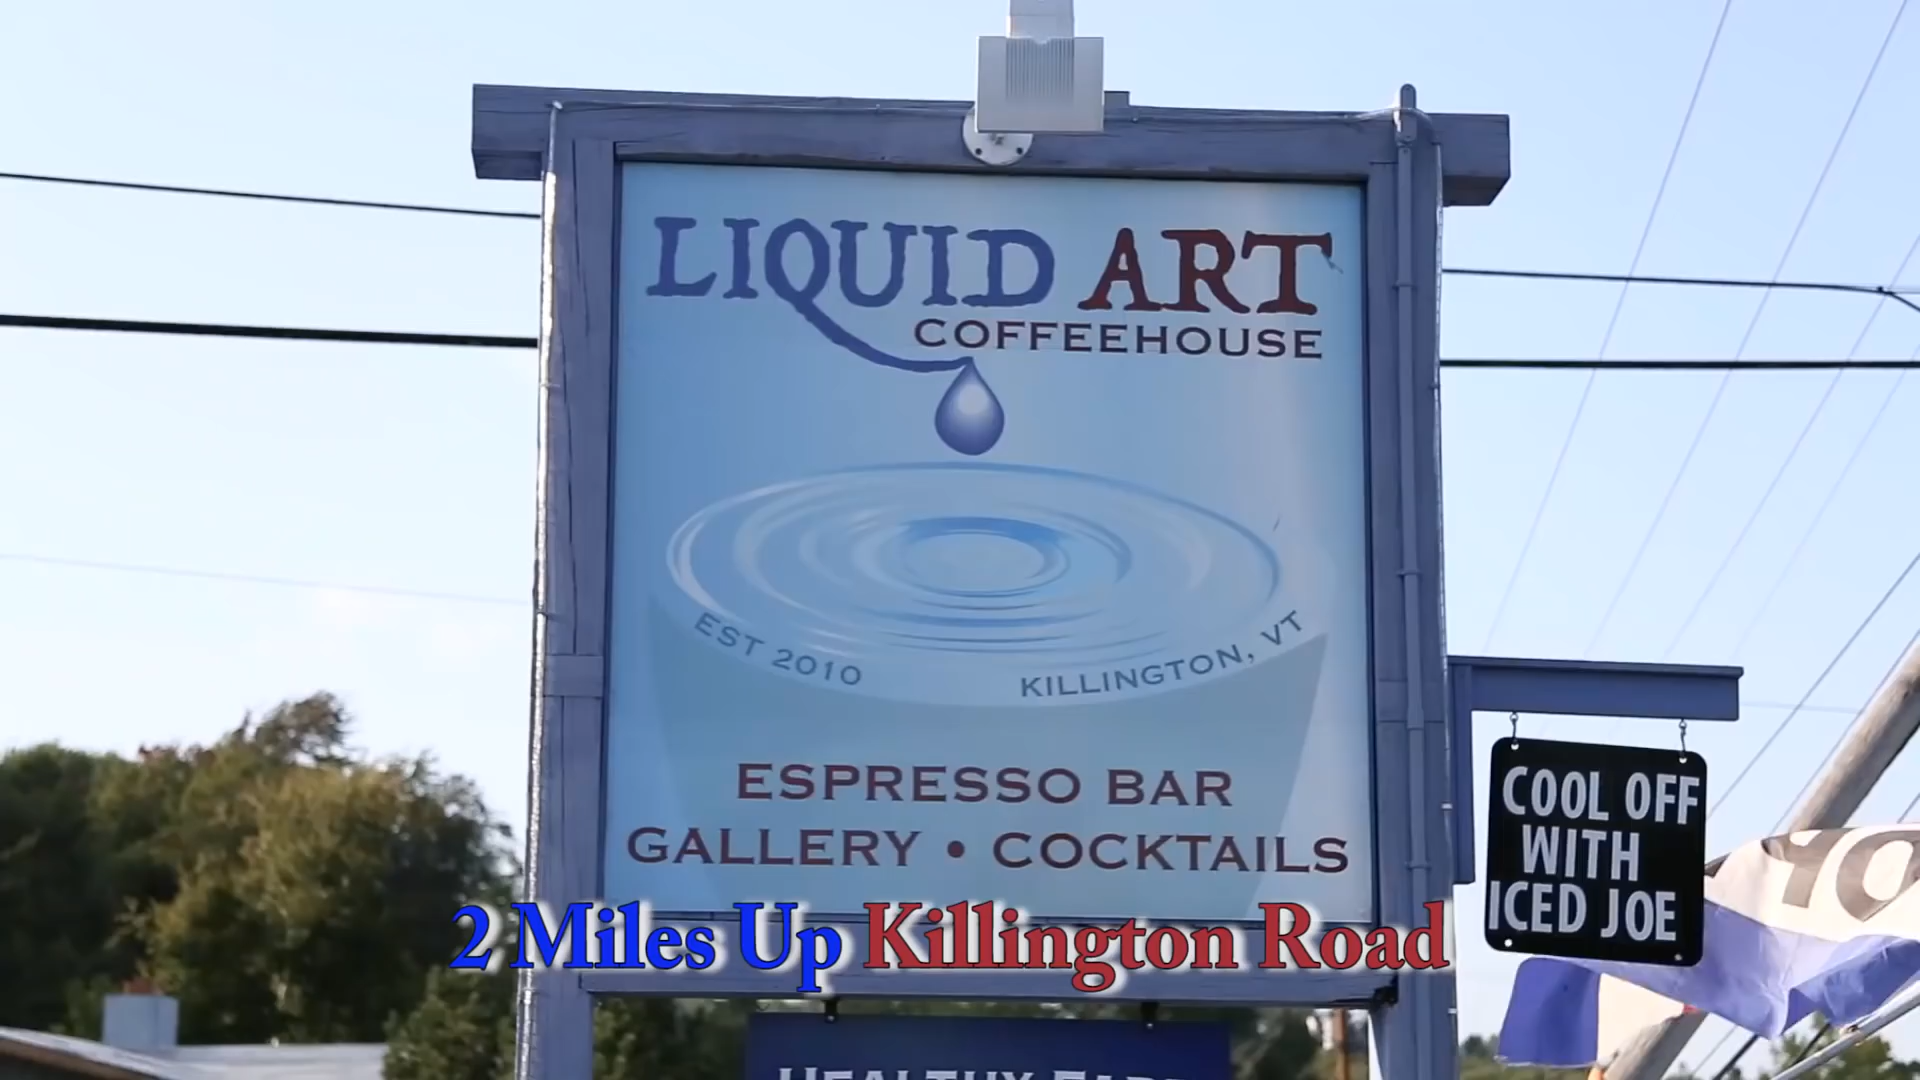 LIQUID ART
COFFEEHOUSE
EST 2010 KILLINGTON, VT
ESPRESSO BAR
GALLERY • COCKTAILS
2 Miles Up Killington Road
COOL OFF
WITH
ICED JOE
HEALTHY